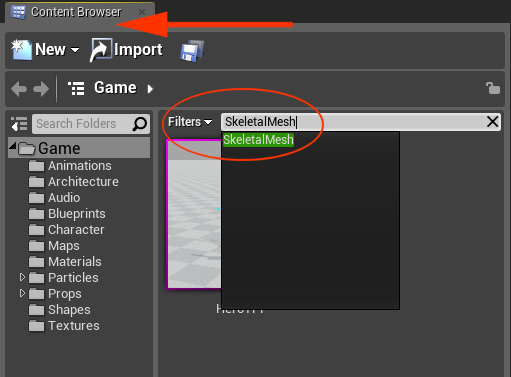 Content Browser
New Import
Game
Search Folders
Filters SkeletalMesh
SkeletalMesh
Game
Animations
Architecture
Audio
Blueprints
Character
Maps
Materials
Particles
Props
Shapes
Textures